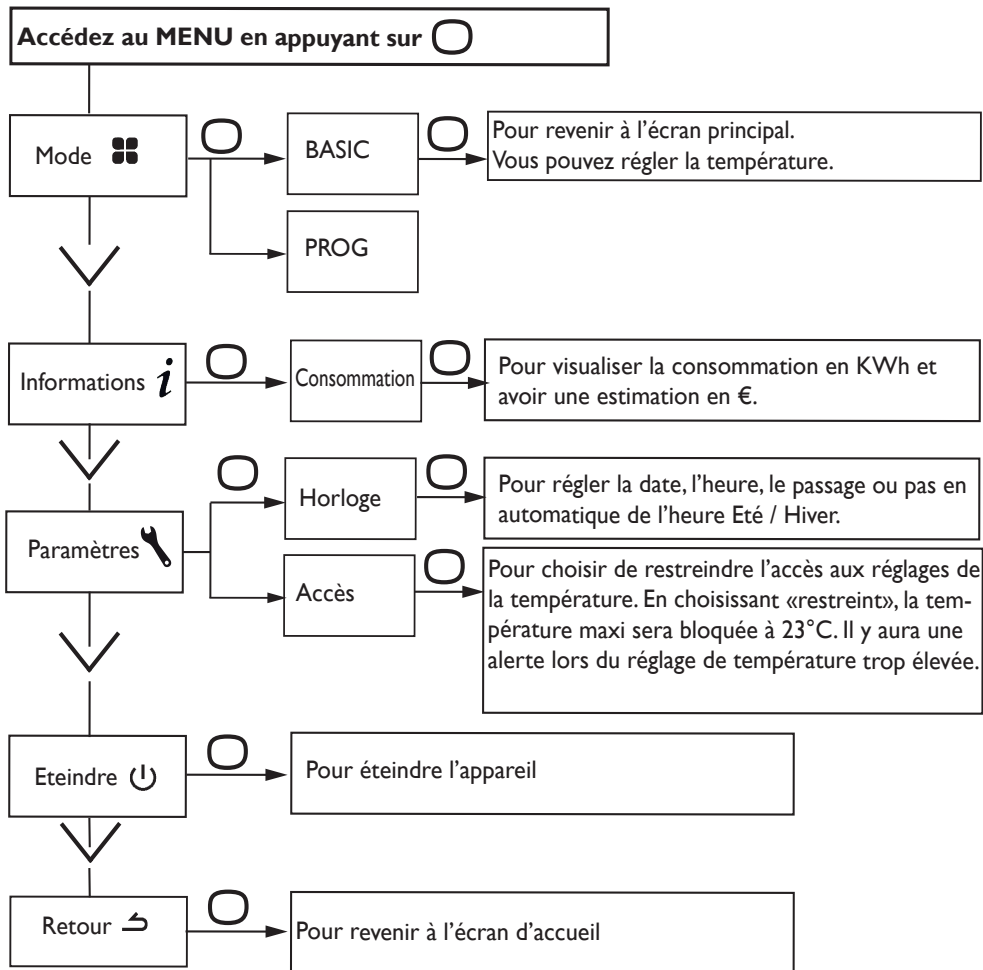 Accédez au MENU en appuyant sur
Mode
BASIC
Pour revenir à l'écran principal.
Vous pouvez régler la température.
PROG
Informations i
Consommation
Pour visualiser la consommation en KWh et
avoir une estimation en €.
Paramètres
Horloge
Pour régler la date, l'heure, le passage ou pas en
automatique de l'heure Eté / Hiver.
Accès
Pour choisir de restreindre l'accès aux réglages de
la température. En choisissant «restreint», la tem-
pérature maxi sera bloquée à 23°C. Il y aura une
alerte lors du réglage de température trop élevée.
Eteindre
Pour éteindre l'appareil
Retour
Pour revenir à l'écran d'accueil